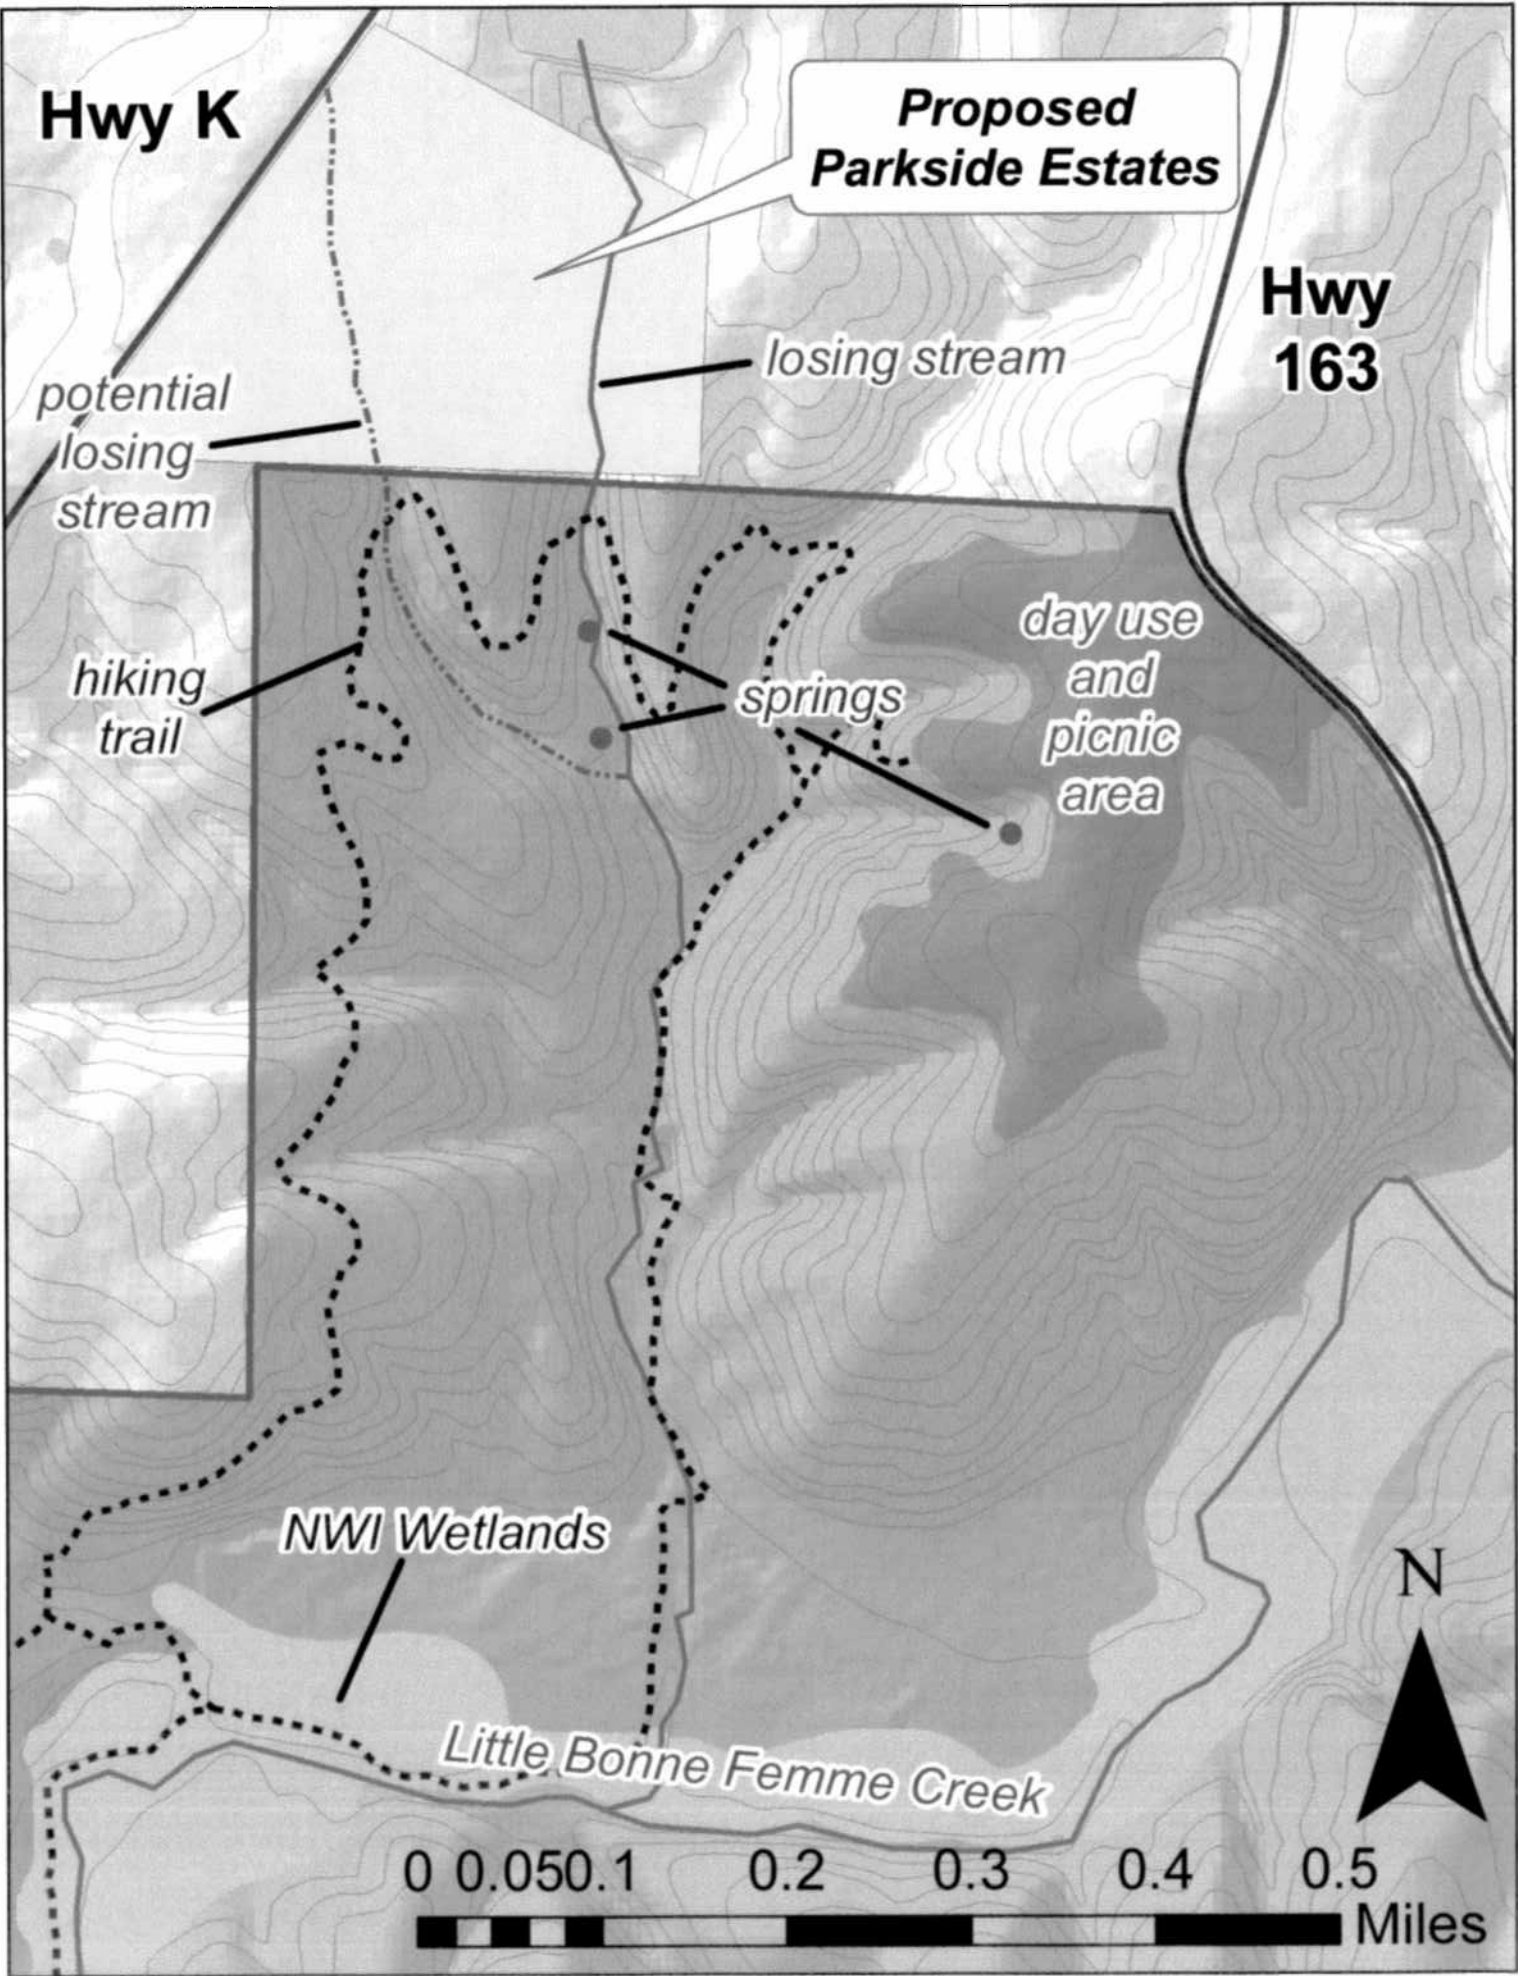 Hwy K
Proposed
Parkside Estates
Hwy
163
losing stream
potential
losing
stream
day use
and
picnic
area
hiking
trail
springs
NWI Wetlands
N
Little Bonne Femme Creek
0 0.050.1 0.2 0.3 0.4 0.5
Miles